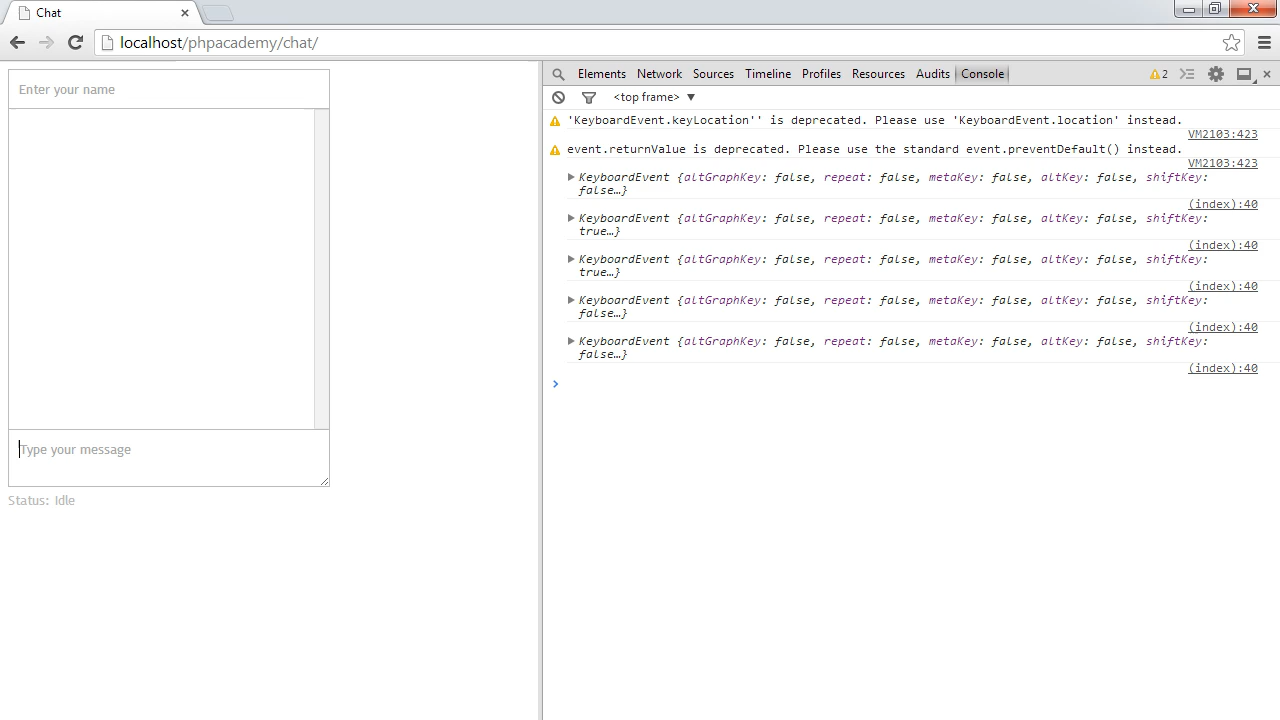 Chat
localhost/phpacademy/chat/
Enter your name
Type your message
Status: Idle
Elements Network Sources Timeline Profiles Resources Audits Console 2
<top frame>
'KeyboardEvent.keyLocation'' is deprecated. Please use 'KeyboardEvent.location' instead.
VM2103:423
event.returnValue is deprecated. Please use the standard event.preventDefault() instead.
VM2103:423
KeyboardEvent {altGraphKey: false, repeat: false, metaKey: false, altKey: false, shiftKey:
false…}
(index):40
KeyboardEvent {altGraphKey: false, repeat: false, metaKey: false, altKey: false, shiftKey:
true…}
(index):40
KeyboardEvent {altGraphKey: false, repeat: false, metaKey: false, altKey: false, shiftKey:
true…}
(index):40
KeyboardEvent {altGraphKey: false, repeat: false, metaKey: false, altKey: false, shiftKey:
false…}
(index):40
KeyboardEvent {altGraphKey: false, repeat: false, metaKey: false, altKey: false, shiftKey:
false…}
(index):40